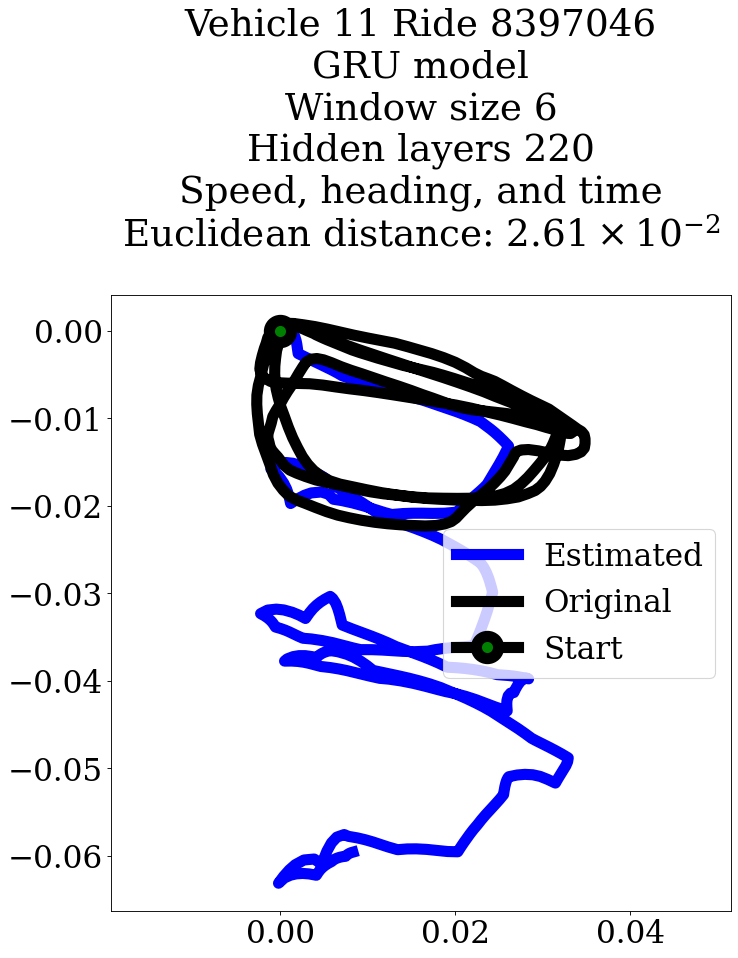 Vehicle 11 Ride 8397046
GRU model
Window size 6
Hidden layers 220
Speed, heading, and time
Euclidean distance: 2.61 × 10⁻²
0.00
−0.01
−0.02
−0.03
−0.04
−0.05
−0.06
Estimated
Original
Start
0.00 0.02 0.04